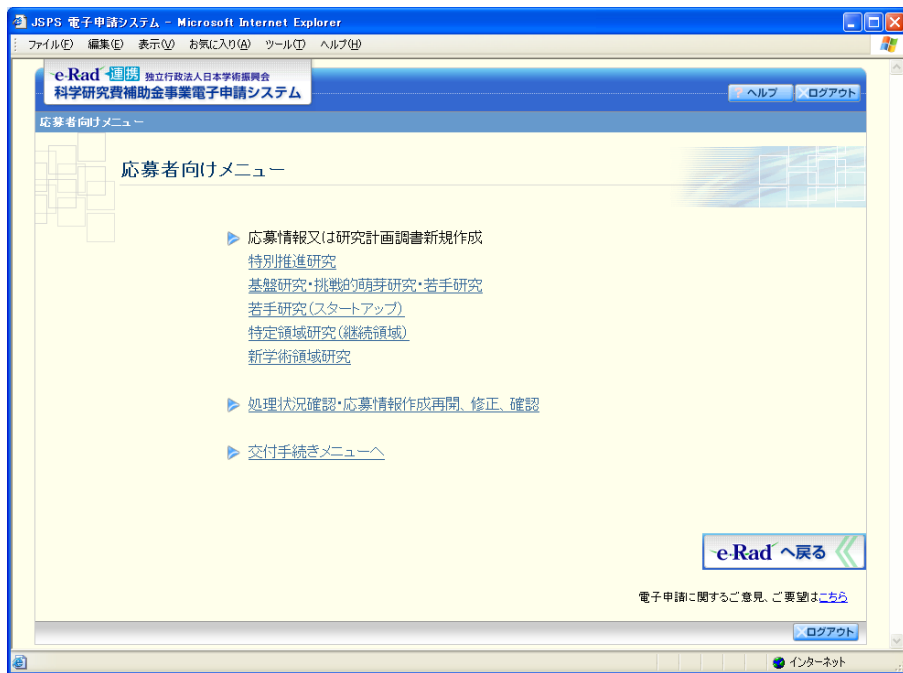 JSPS 電子申請システム - Microsoft Internet Explorer
ファイル(F) 編集(E) 表示(V) お気に入り(A) ツール(T) ヘルプ(H)
e-Rad 連携 独立行政法人日本学術振興会
科学研究費補助金事業電子申請システム
? ヘルプ ×ログアウト
応募者向けメニュー
応募者向けメニュー
応募情報又は研究計画調書新規作成
特別推進研究
基盤研究・挑戦的萌芽研究・若手研究
若手研究(スタートアップ)
特定領域研究(継続領域)
新学術領域研究
処理状況確認・応募情報作成再開、修正、確認
交付手続きメニューへ
e-Rad へ戻る
電子申請に関するご意見、ご要望はこちら
×ログアウト
インターネット